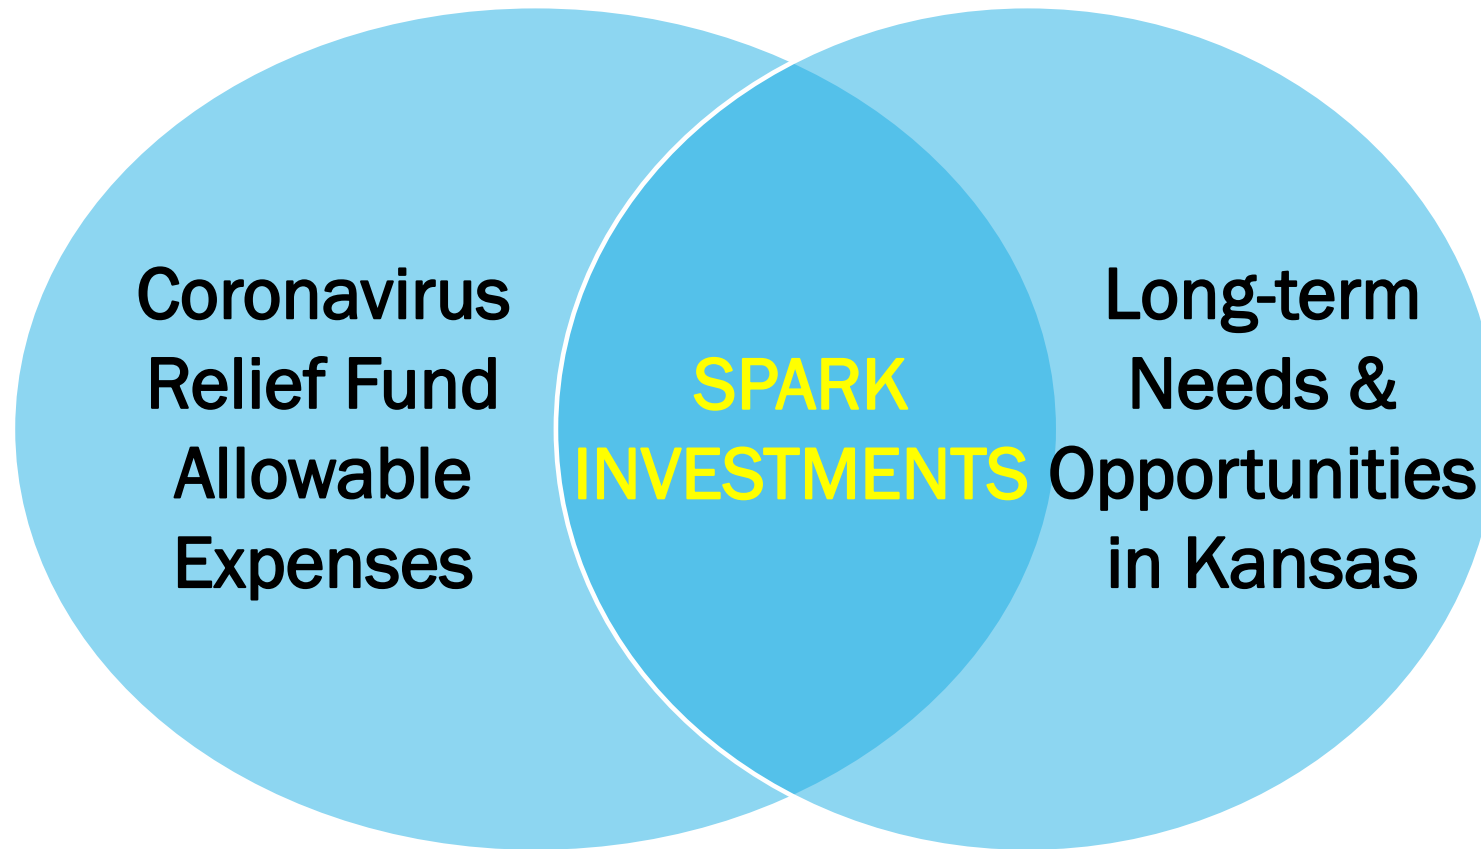 Coronavirus
Relief Fund
Allowable
Expenses
SPARK
INVESTMENTS
Long-term
Needs &
Opportunities
in Kansas